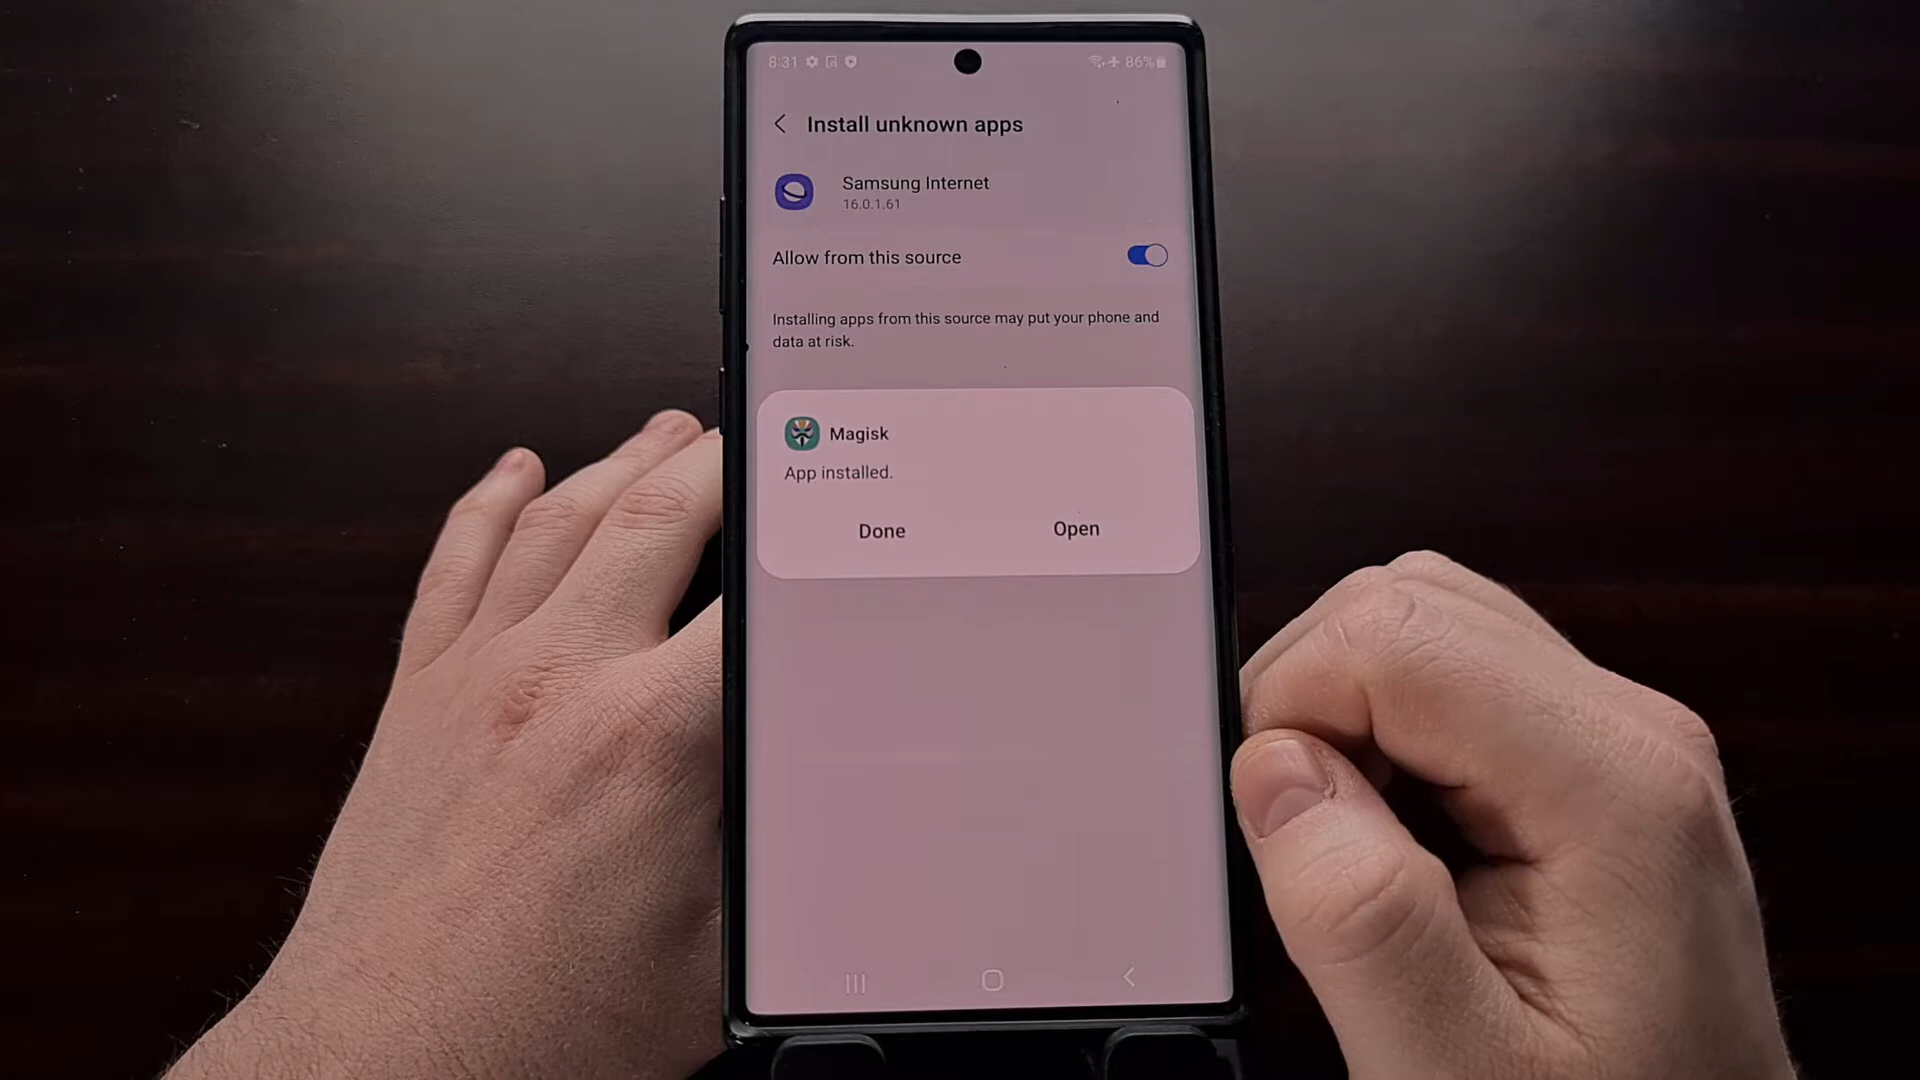 8:31 86%
Install unknown apps
Samsung Internet
16.0.1.61
Allow from this source
Installing apps from this source may put your phone and
data at risk.
Magisk
App installed.
Done Open